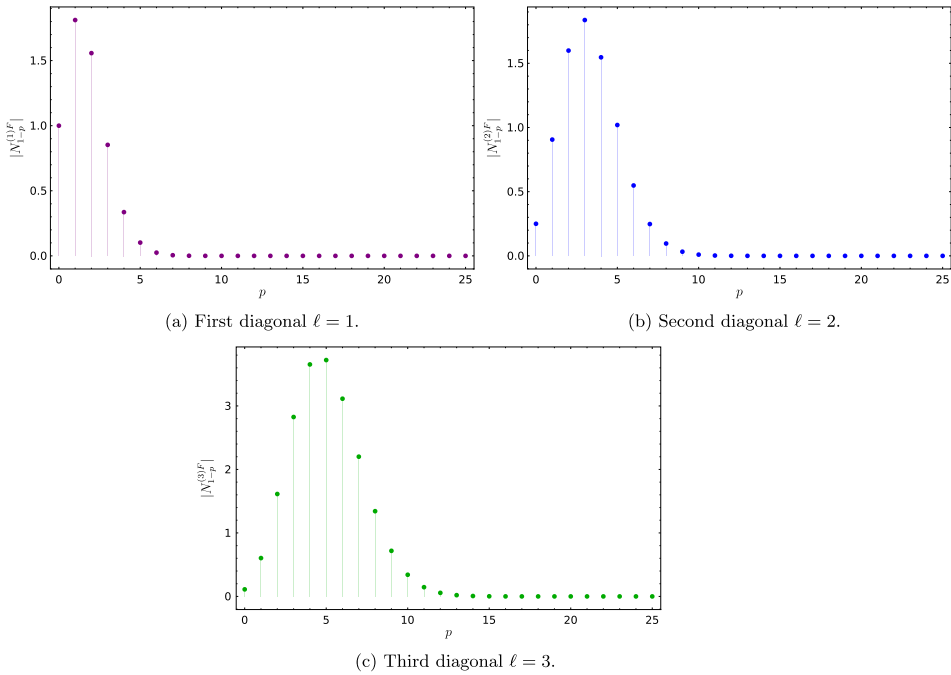 |N^{r(1)F}_{1-p}|
1.5
1.0
0.5
0.0
0 5 10 15 20 25
p
(a) First diagonal ℓ = 1.
|N^{r(2)F}_{1-p}|
1.5
1.0
0.5
0.0
0 5 10 15 20 25
p
(b) Second diagonal ℓ = 2.
|N^{r(3)F}_{1-p}|
3
2
1
0
0 5 10 15 20 25
p
(c) Third diagonal ℓ = 3.